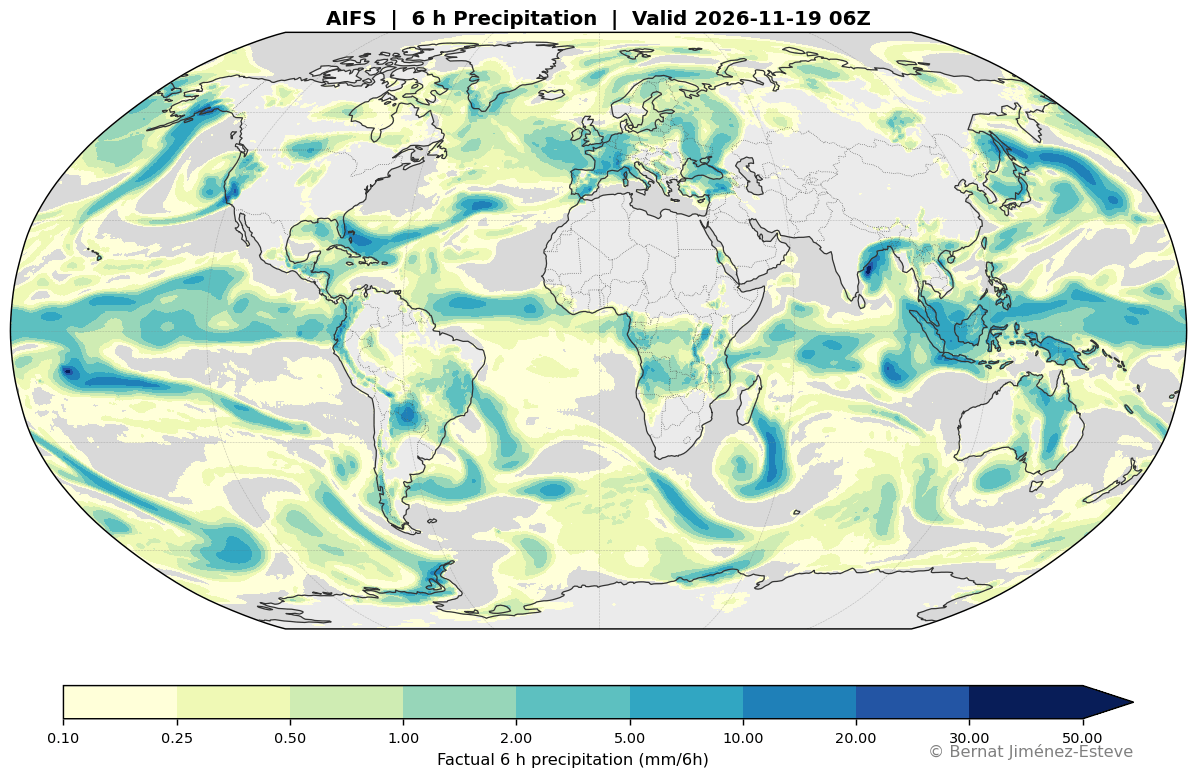 AIFS | 6 h Precipitation | Valid 2026-11-19 06Z
0.10 0.25 0.50 1.00 2.00 5.00 10.00 20.00 30.00 50.00
Factual 6 h precipitation (mm/6h)
© Bernat Jiménez-Esteve